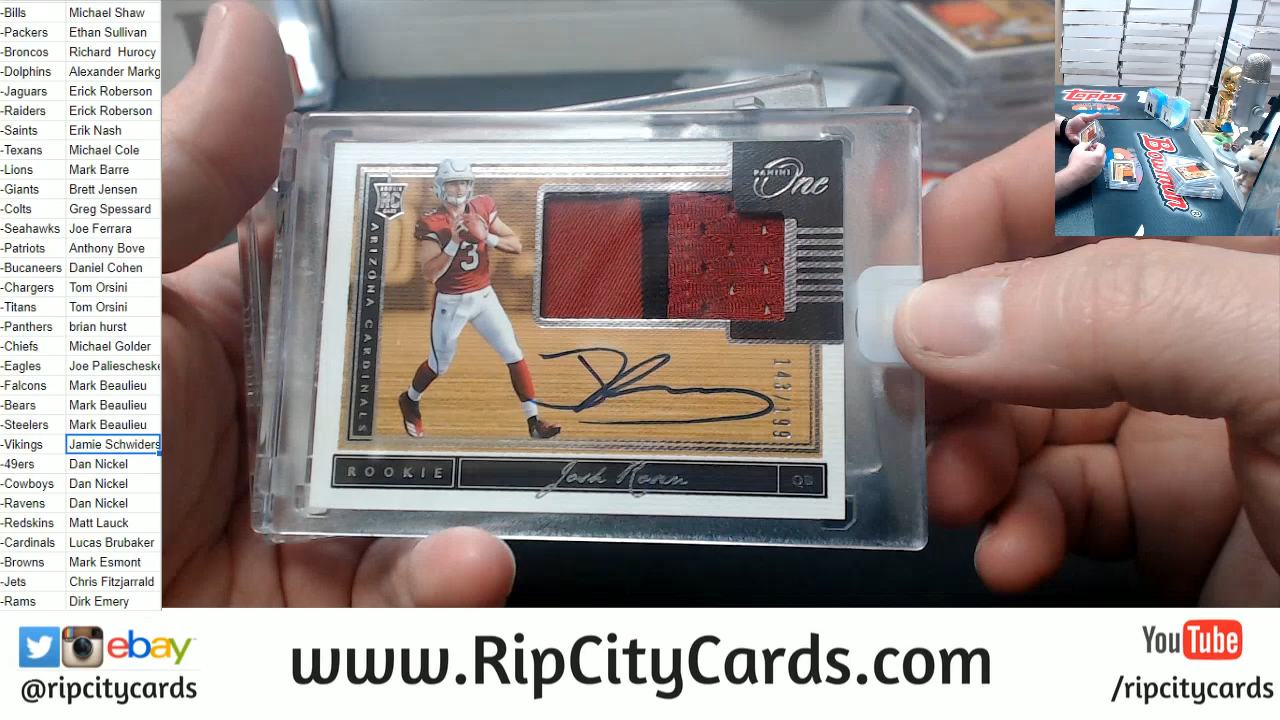 -Bills Michael Shaw
-Packers Ethan Sullivan
-Broncos Richard Hurocy
-Dolphins Alexander Markg
-Jaguars Erick Roberson
-Raiders Erick Roberson
-Saints Erik Nash
-Texans Michael Cole
-Lions Mark Barre
-Giants Brett Jensen
-Colts Greg Spessard
-Seahawks Joe Ferrara
-Patriots Anthony Bove
-Bucaneers Daniel Cohen
-Chargers Tom Orsini
-Titans Tom Orsini
-Panthers brian hurst
-Chiefs Michael Golder
-Eagles Joe Paliescheske
-Falcons Mark Beaulieu
-Bears Mark Beaulieu
-Steelers Mark Beaulieu
-Vikings Jamie Schwiders
-49ers Dan Nickel
-Cowboys Dan Nickel
-Ravens Dan Nickel
-Redskins Matt Lauck
-Cardinals Lucas Brubaker
-Browns Mark Esmont
-Jets Chris Fitzjarrald
-Rams Dirk Emery
PANINI
One
RC
ARIZONA CARDINALS
3
143/199
ROOKIE Josh Rosen QB
Topps
Bowman
ebay
@ripcitycards
www.RipCityCards.com
YouTube
/ripcitycards